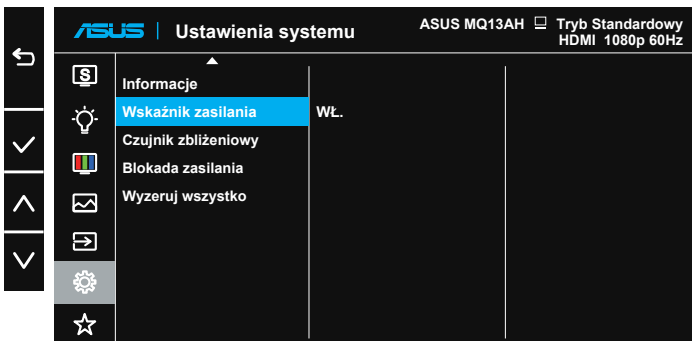 ASUS | Ustawienia systemu
ASUS MQ13AH Tryb Standardowy
HDMI 1080p 60Hz
S
Informacje
Wskaźnik zasilania WŁ.
Czujnik zbliżeniowy
Blokada zasilania
Wyzeruj wszystko